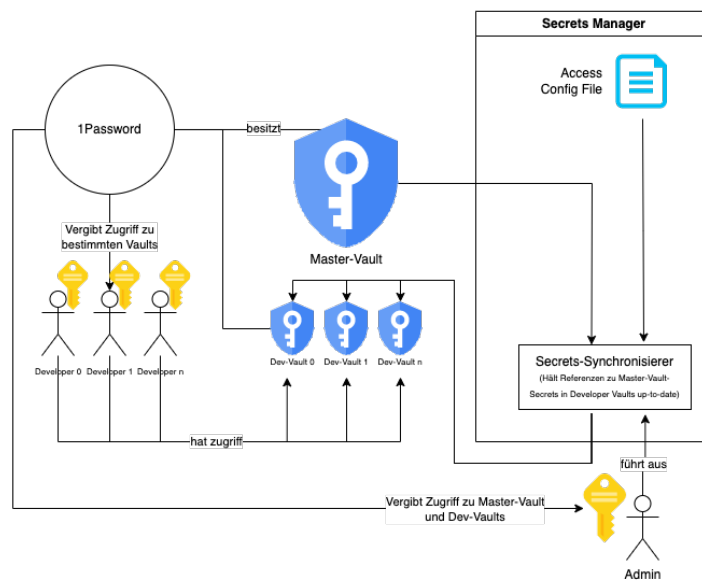 Secrets Manager
Access
Config File
1Password
besitzt
Vergibt Zugriff zu
bestimmten Vaults
Master-Vault
Developer 0
Developer 1
Developer n
Dev-Vault 0
Dev-Vault 1
Dev-Vault n
Secrets-Synchronisierer
(Hält Referenzen zu Master-Vault-
Secrets in Developer Vaults up-to-date)
hat zugriff
führt aus
Vergibt Zugriff zu Master-Vault
und Dev-Vaults
Admin